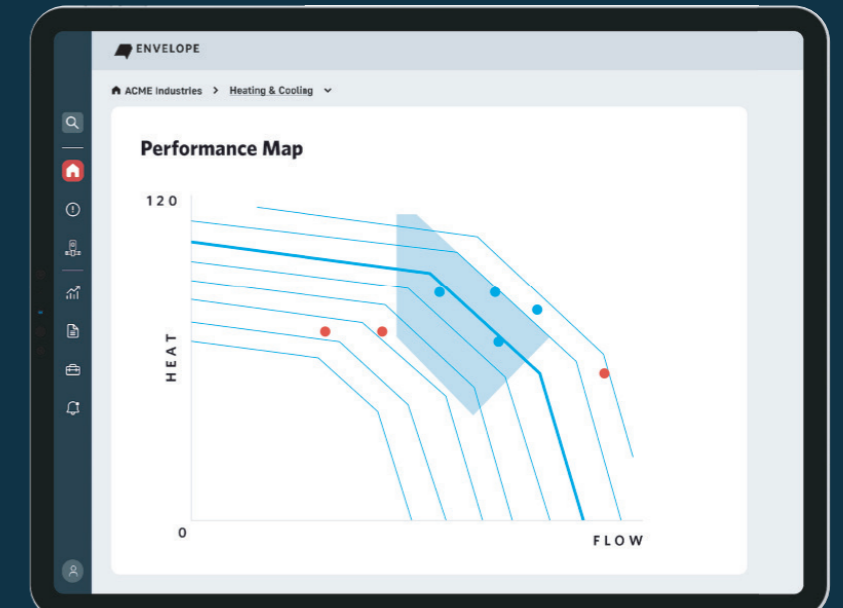 ENVELOPE
ACME Industries > Heating & Cooling
Performance Map
120
HEAT
0
FLOW